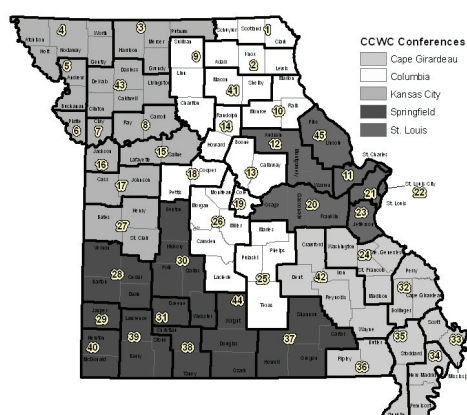 CCWC Conferences
Cape Girardeau
Columbia
Kansas City
Springfield
St. Louis
4
3
1
Scotland
Clark
Atchison
Nodaway
Worth
Harrison
Mercer
Putnam
Sullivan
9
Adair
Knox
Lewis
2
Holt
5
Andrew
DeKalb
Daviess
Grundy
Linn
Macon
Shelby
Marion
43
41
Buchanan
Caldwell
Livingston
Chariton
Monroe
10
Ralls
6
Platte
Clay
7
Ray
8
Carroll
Randolph
14
Pike
45
Lincoln
12
Howard
Boone
Audrain
Montgomery
15
Jackson
16
Lafayette
Saline
13
Callaway
Warren
11
St. Charles
St. Louis City
21
22
St. Louis
Cass
17
Johnson
18
Cooper
Pettis
Moniteau
Cole
19
Osage
20
Franklin
23
Jefferson
Bates
Henry
27
Benton
Morgan
26
Miller
Camden
Maries
St. Clair
Hickory
30
Phelps
Crawford
Washington
24
Ste. Genevieve
St. Francois
Perry
Vernon
28
Cedar
Polk
Pulaski
25
Dent
42
Iron
Madison
32
Cape Girardeau
Bollinger
Barton
Dallas
Laclede
Reynolds
Texas
44
Wright
Jasper
29
Lawrence
31
Greene
Webster
Shannon
Wayne
Scott
Newton
40
39
38
Douglas
37
Carter
Butler
35
Stoddard
33
McDonald
Barry
Taney
Ozark
Howell
Oregon
Ripley
36
34
New Madrid
Pemiscot